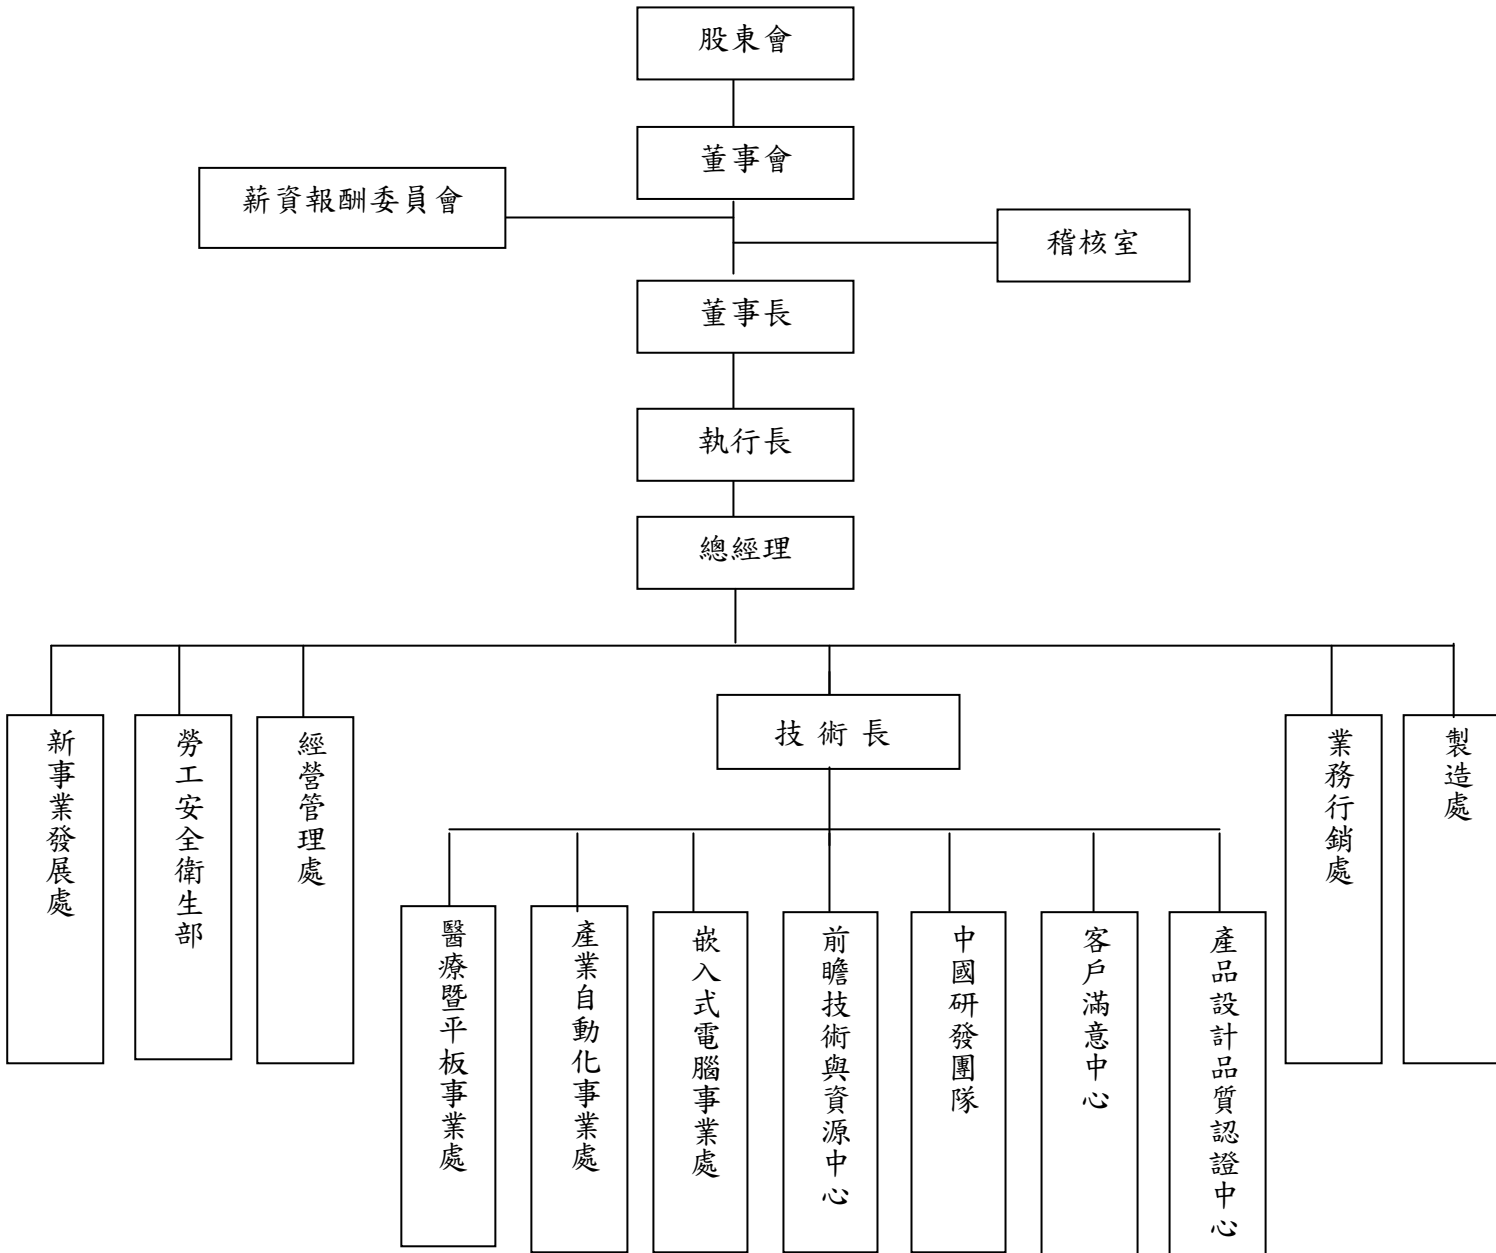 股東會
董事會
薪資報酬委員會
稽核室
董事長
執行長
總經理
新事業發展處
勞工安全衛生部
經營管理處
技術長
業務行銷處
製造處
醫療暨平板事業處
產業自動化事業處
嵌入式電腦事業處
前瞻技術與資源中心
中國研發團隊
客戶滿意中心
產品設計品質認證中心